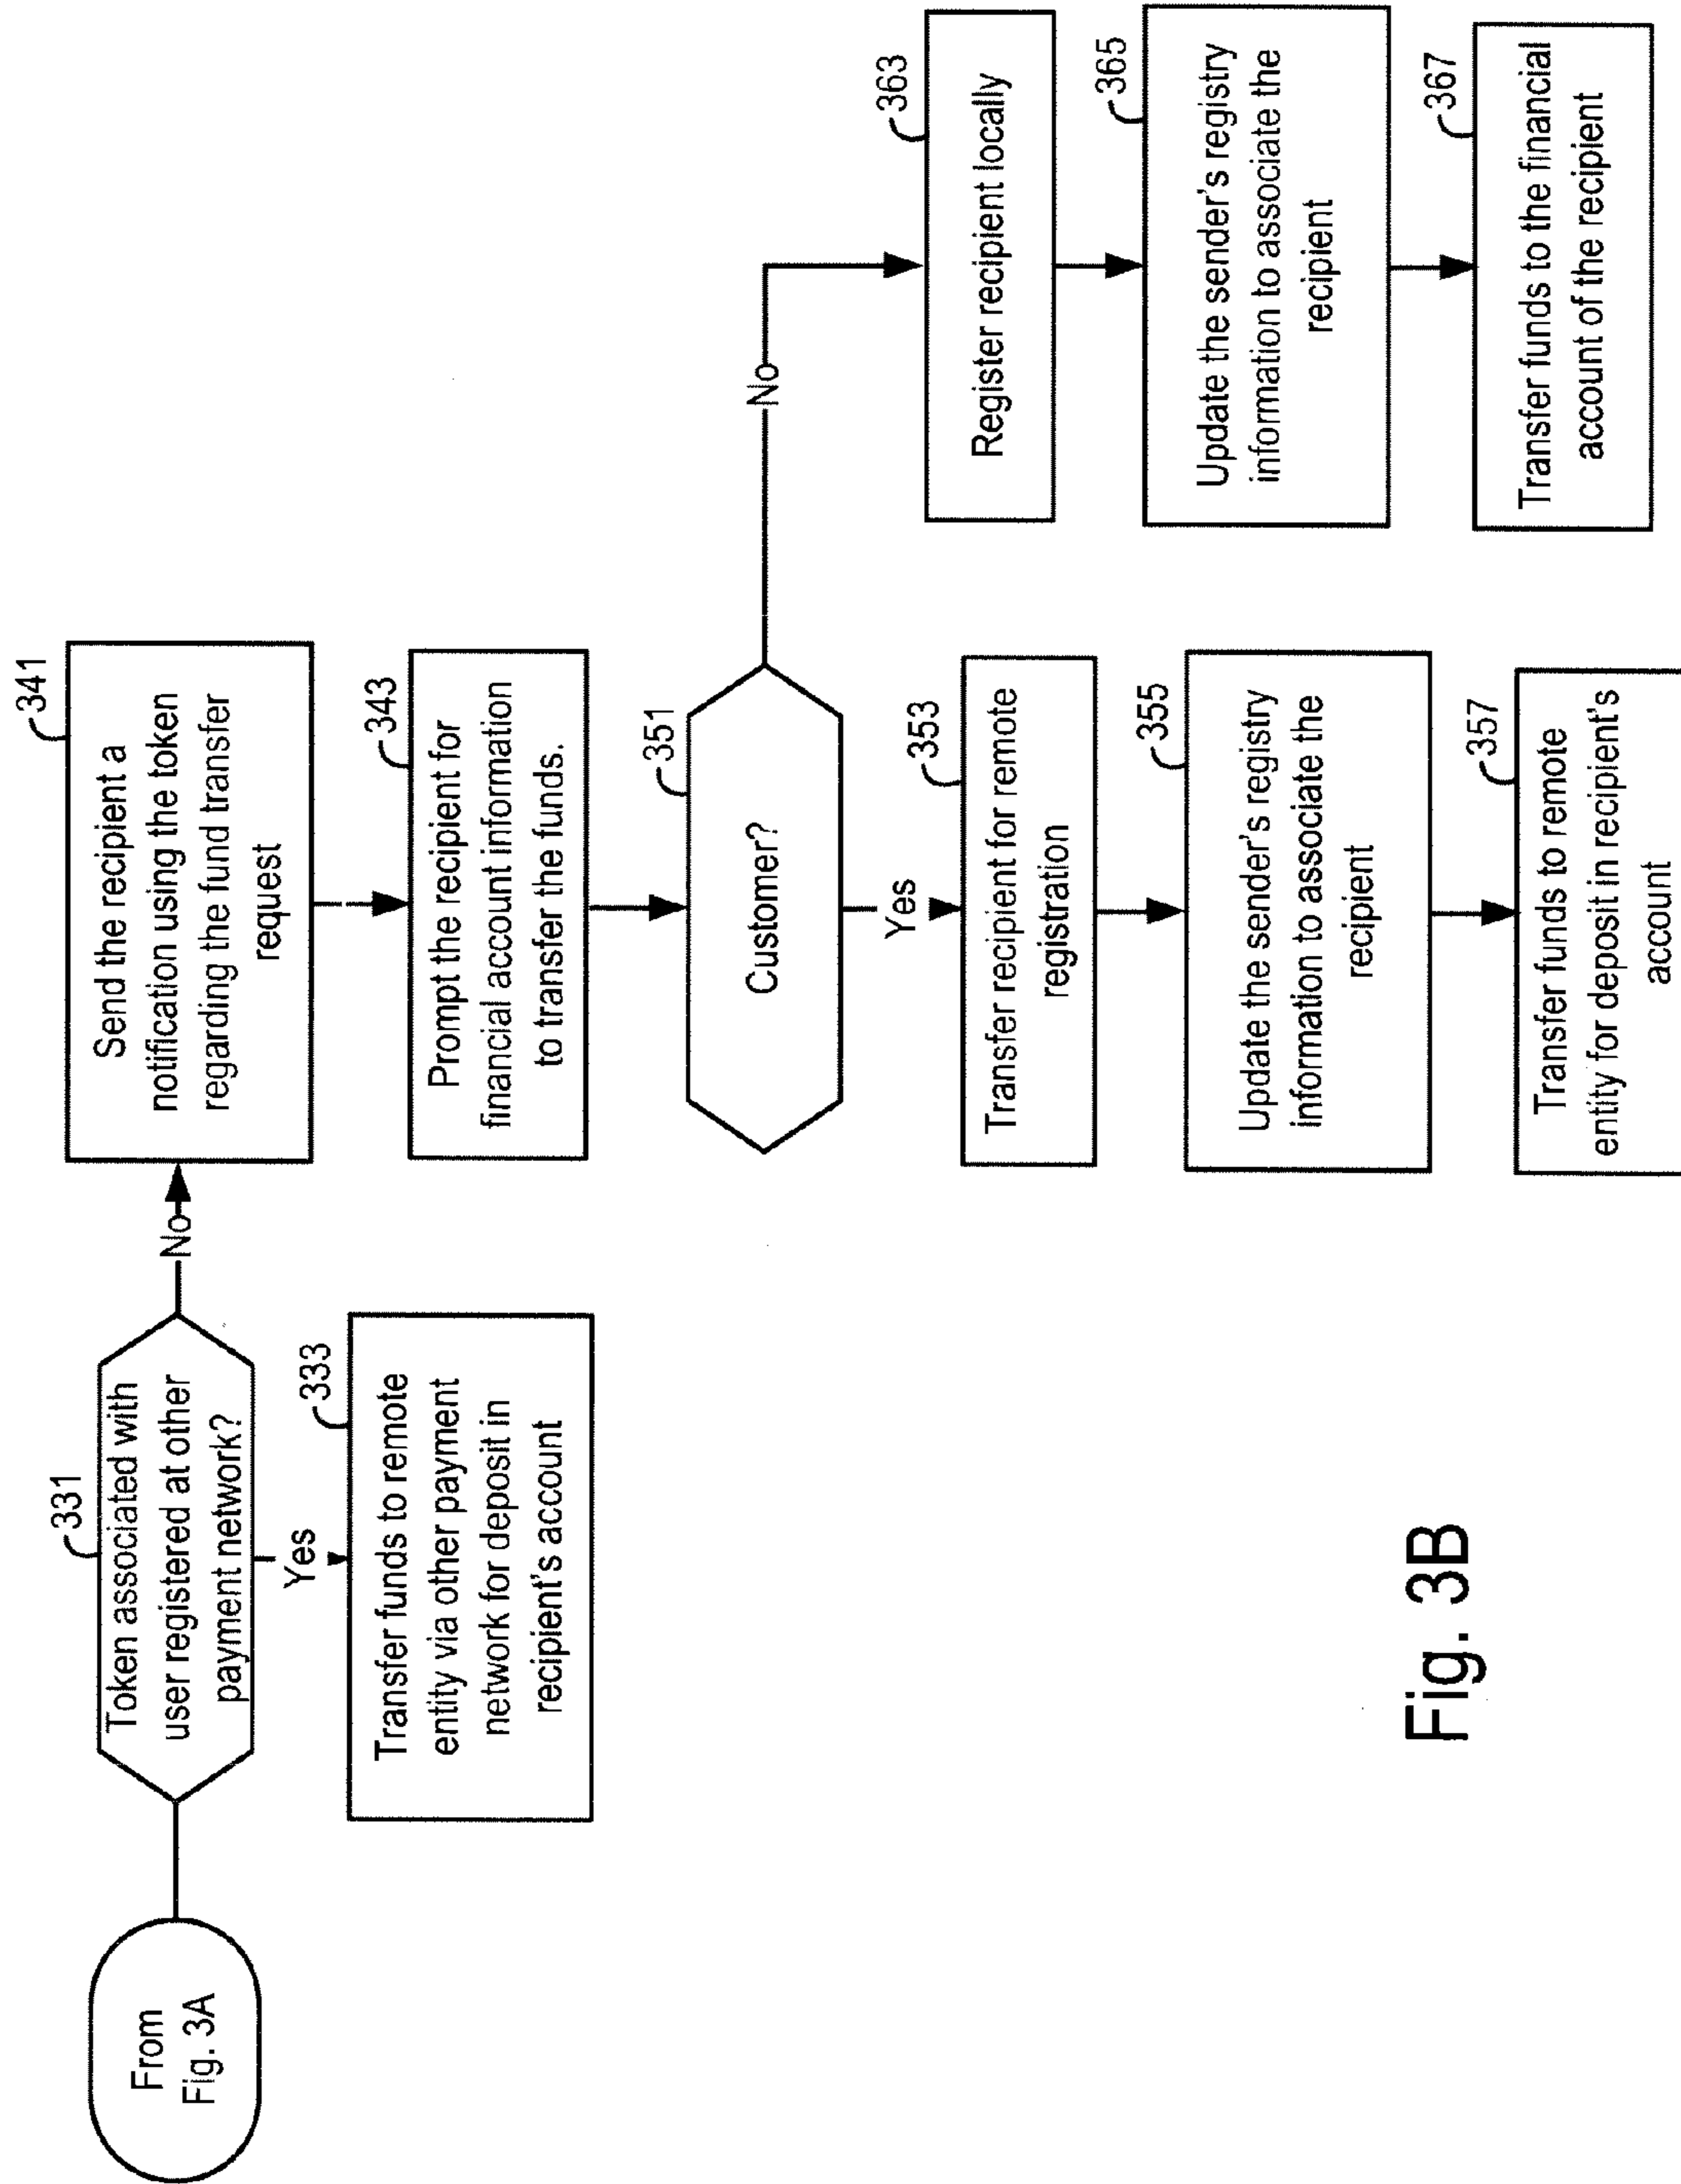 From
Fig. 3A
331
Token associated with
user registered at other
payment network?
No
Yes
333
Transfer funds to remote
entity via other payment
network for deposit in
recipient's account
341
Send the recipient a
notification using the token
regarding the fund transfer
request
343
Prompt the recipient for
financial account information
to transfer the funds.
351
Customer?
No
Yes
353
Transfer recipient for remote
registration
355
Update the sender's registry
information to associate the
recipient
357
Transfer funds to remote
entity for deposit in recipient's
account
363
Register recipient locally
365
Update the sender's registry
information to associate the
recipient
367
Transfer funds to the financial
account of the recipient
Fig. 3B